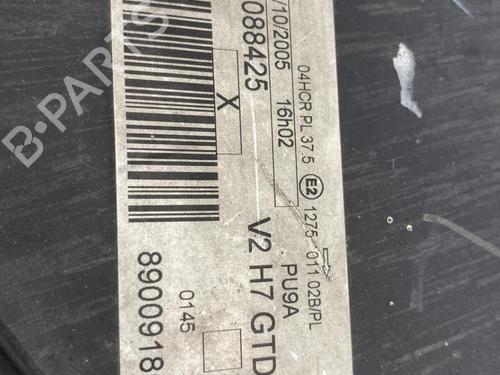 04HCR PL 37.5 E2 1275 011 02B/PL
/10/2005 16h02
PU9A
088425 X V2 H7 GTD
0145
8900918
B-PARTS